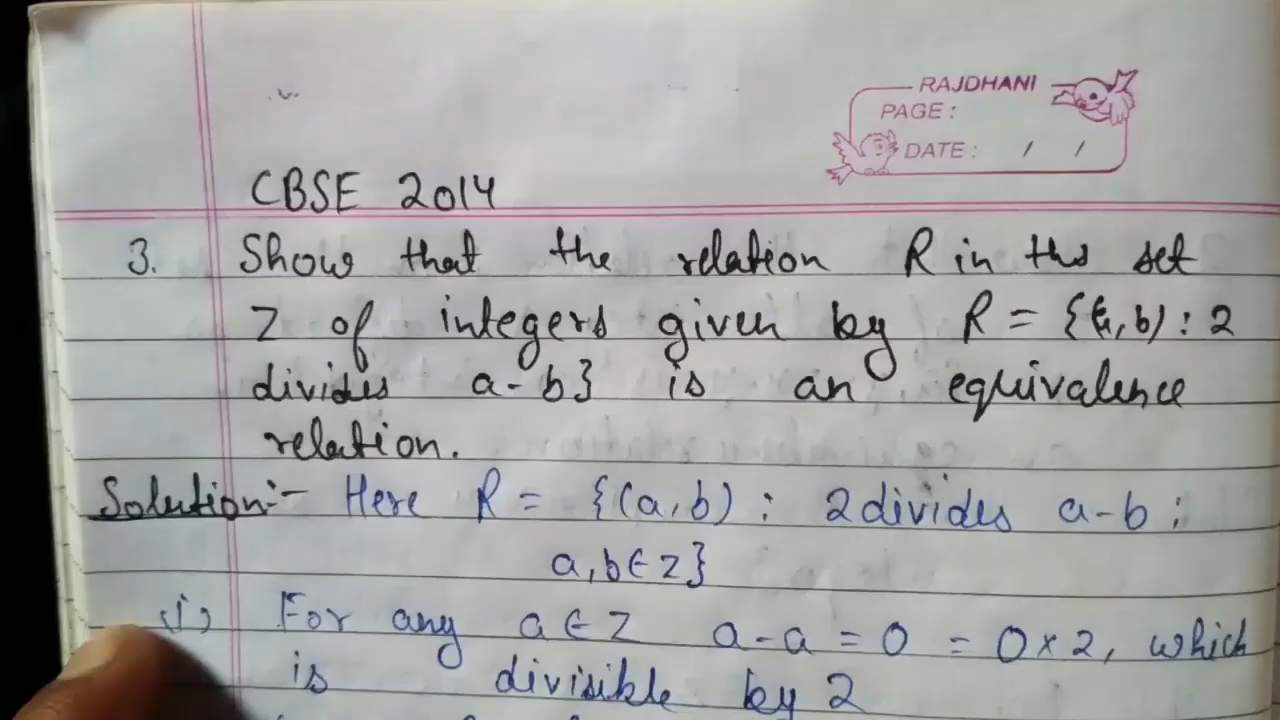 RAJDHANI
PAGE :
DATE : / /
CBSE 2014
3. Show that the relation R in the set
Z of integers given by R = {(a, b) : 2
divides a - b} is an equivalence
relation.
Solution:- Here R = {(a, b) : 2 divides a - b ;
a, b ∈ Z}
(i) For any a ∈ Z a - a = 0 = 0 × 2, which
is divisible by 2